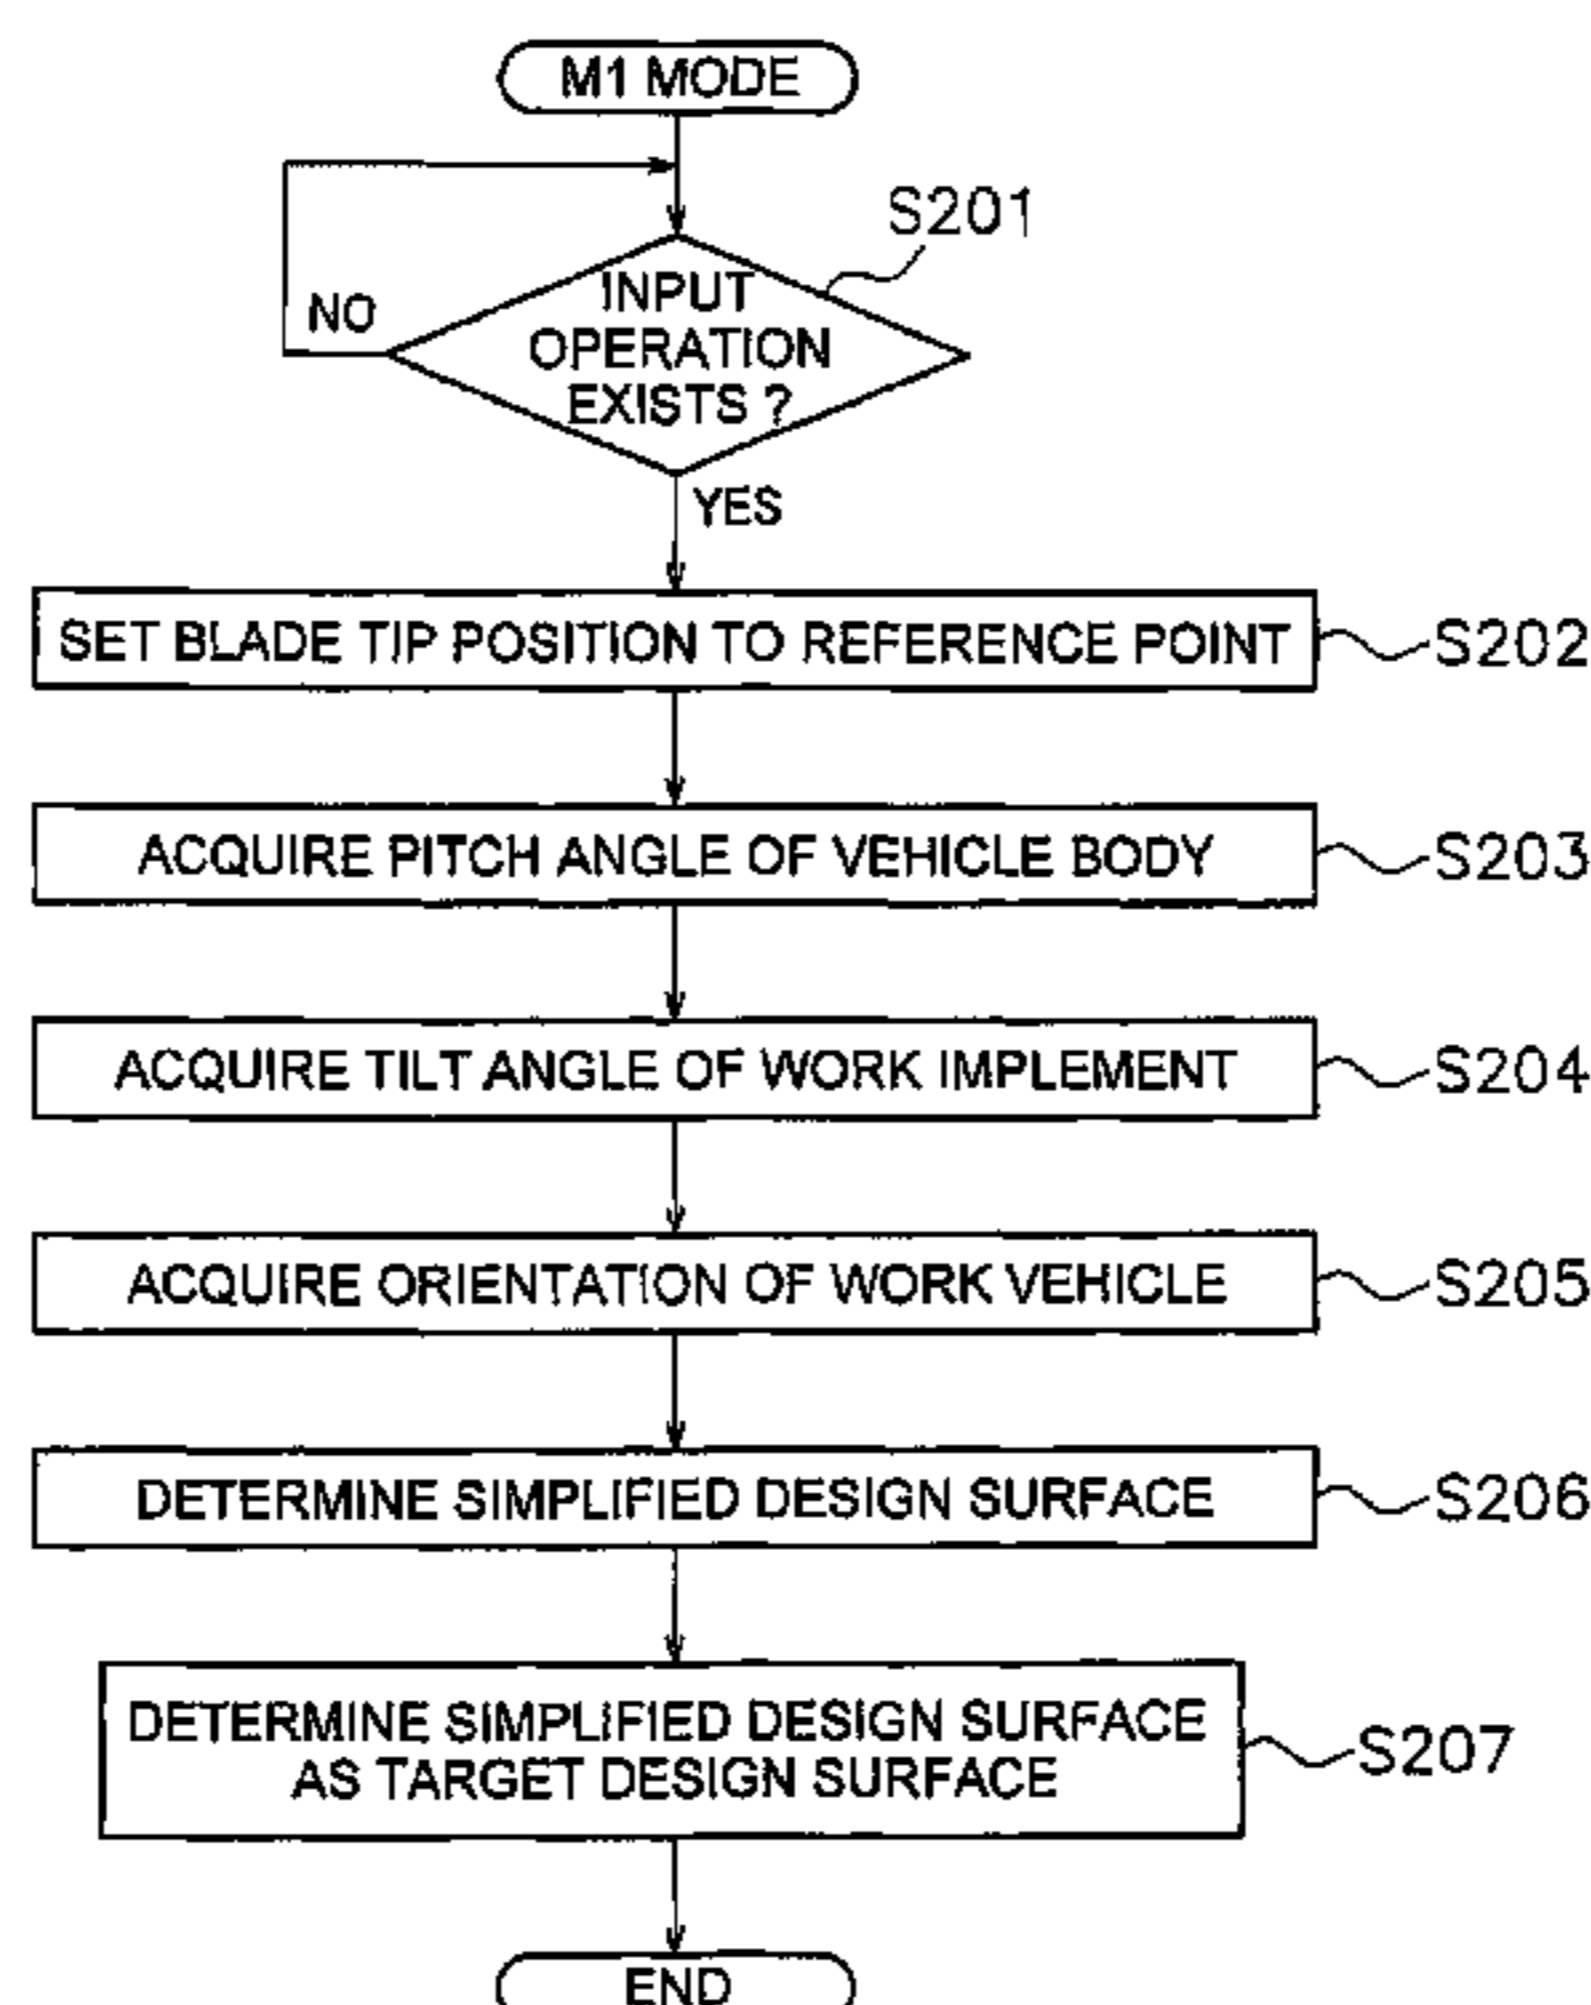 M1 MODE
S201
INPUT
OPERATION
EXISTS ?
NO
YES
SET BLADE TIP POSITION TO REFERENCE POINT
S202
ACQUIRE PITCH ANGLE OF VEHICLE BODY
S203
ACQUIRE TILT ANGLE OF WORK IMPLEMENT
S204
ACQUIRE ORIENTATION OF WORK VEHICLE
S205
DETERMINE SIMPLIFIED DESIGN SURFACE
S206
DETERMINE SIMPLIFIED DESIGN SURFACE
AS TARGET DESIGN SURFACE
S207
END